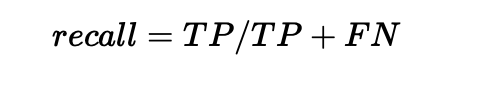 recall = TP/TP + FN